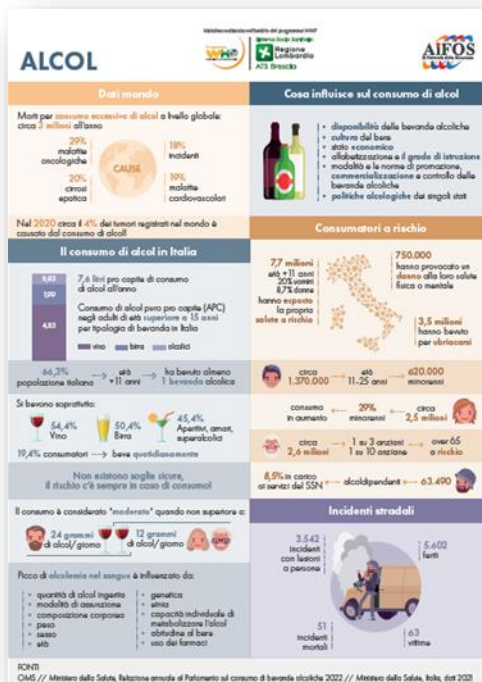 ALCOL
Sistema Socio Sanitario
WHP
Regione
Lombardia
ATS Brescia
AiFOS
Dati mondo
Morti per consumo eccessivo di alcol a livello globale:
circa 3 milioni all'anno
29%
malattie
oncologiche
18%
incidenti
CAUSE
20%
cirrosi
epatica
19%
malattie
cardiovascolari
Nel 2020 circa il 4% dei tumori registrati nel mondo è
causato dal consumo di alcol!
Il consumo di alcol in Italia
7,6 litri pro capite di consumo
di alcol all'anno
Consumo di alcol puro pro capite (APC)
negli adulti di età superiore a 15 anni
per tipologia di bevanda in Italia
4,83
vino
birra
alcolici
66,3%
popolazione italiana
età
+11 anni
ha bevuto almeno
1 bevanda alcolica
Si bevono soprattutto:
54,4%
Vino
50,4%
Birra
45,4%
Aperitivi, amari,
superalcolici
19,4% consumatori
beve quotidianamente
Non esistono soglie sicure,
il rischio c'è sempre in caso di consumo!
Il consumo è considerato "moderato" quando non superiore a:
24 grammi
di alcol/giorno
12 grammi
di alcol/giorno
Picco di alcolemia nel sangue è influenzato da:
• quantità di alcol ingerita
• modalità di assunzione
• composizione corporea
• peso
• sesso
• età
• genetica
• etnia
• capacità individuale di
metabolizzare l'alcol
• abitudine al bere
• uso dei farmaci
Cosa influisce sul consumo di alcol
• disponibilità delle bevande alcoliche
• cultura del bere
• stato economico
• alfabetizzazione e il grado di istruzione
• modalità e le norme di promozione,
commercializzazione e controllo delle
bevande alcoliche
• politiche alcologiche dei singoli stati
Consumatori a rischio
7,7 milioni
età +11 anni
20% uomini
8,7% donne
hanno esposto
la propria
salute a rischio
750.000
hanno provocato un
danno alla loro salute
fisica o mentale
3,5 milioni
hanno bevuto
per ubriacarsi
circa
1.370.000
età
11-25 anni
620.000
minorenni
consumo
in aumento
29%
minorenni
circa
2,5 milioni
circa
2,6 milioni
1 su 3 anziani
1 su 10 anziane
over 65
a rischio
8,5% in carico
ai servizi del SSN
alcoldipendenti
63.490
Incidenti stradali
3.542
incidenti
con lesioni
a persone
5.602
feriti
51
incidenti
mortali
63
vittime
FONTI
OMS // Ministero della Salute, Relazione annuale al Parlamento sul consumo di bevande alcoliche 2022 // Ministero della Salute, Italia, dati 2021